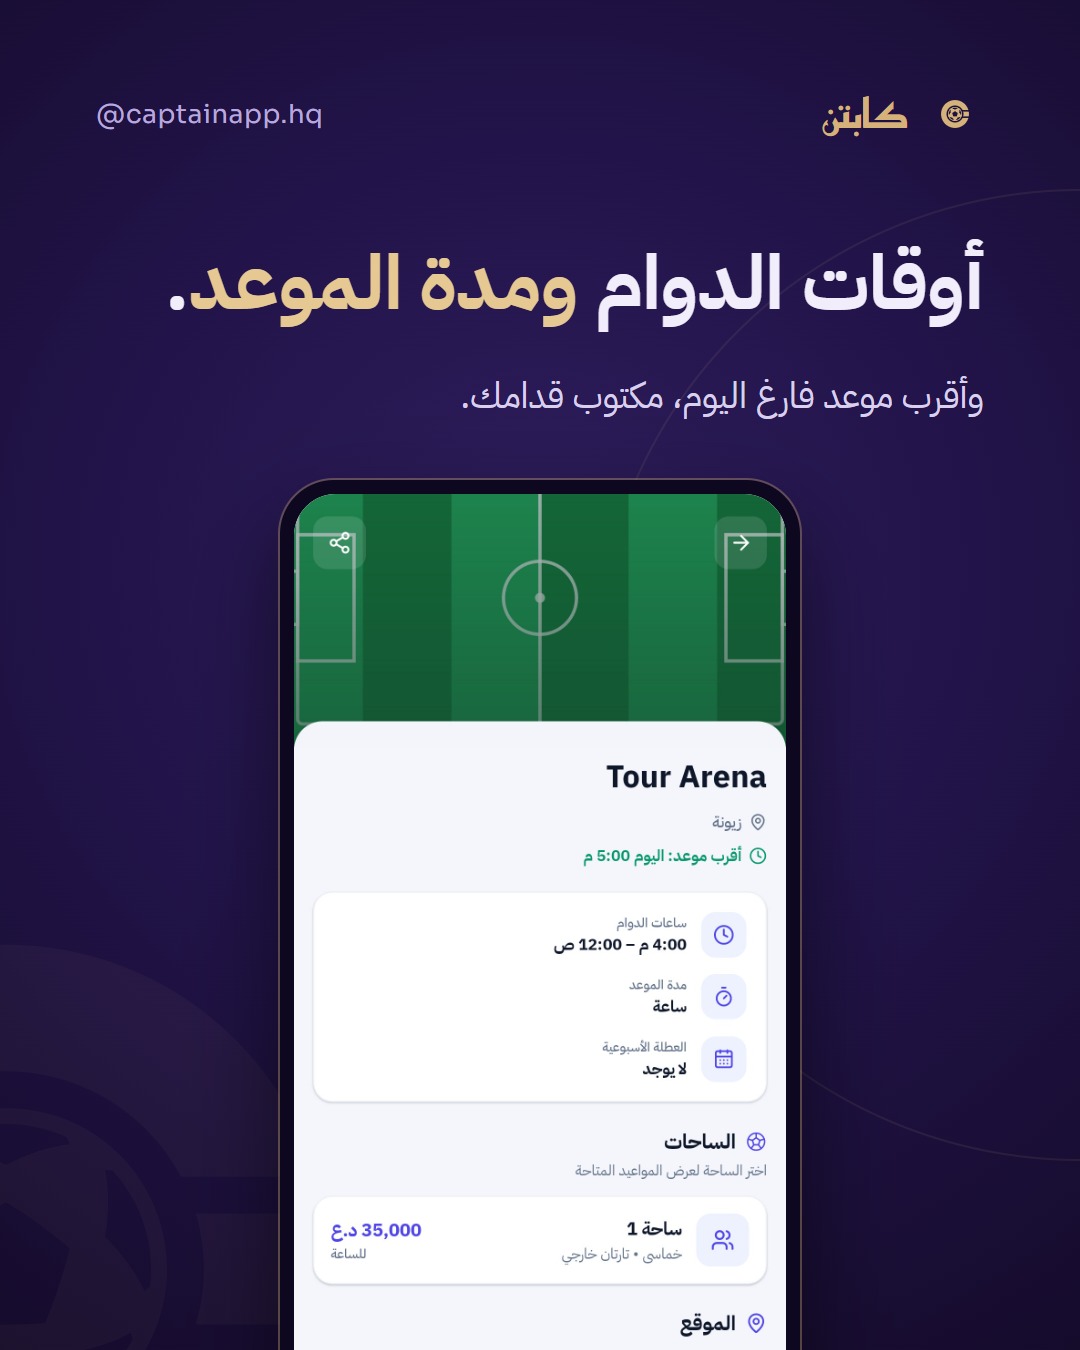 كابتن
@captainapp.hq
أوقات الدوام ومدة الموعد.
وأقرب موعد فارغ اليوم، مكتوب قدامك.
Tour Arena
زيونة
أقرب موعد: اليوم 5:00 م
ساعات الدوام
4:00 م – 12:00 ص
مدة الموعد
ساعة
العطلة الأسبوعية
لا يوجد
الساحات
اختر الساحة لعرض المواعيد المتاحة
ساحة 1
خماسي • تارتان خارجي
35,000 د.ع
للساعة
الموقع